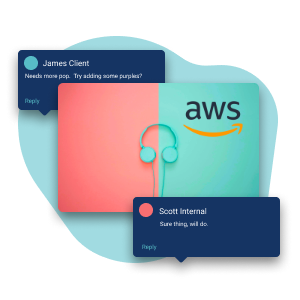 James Client
Needs more pop. Try adding some purples?
Reply
aws
Scott Internal
Sure thing, will do.
Reply